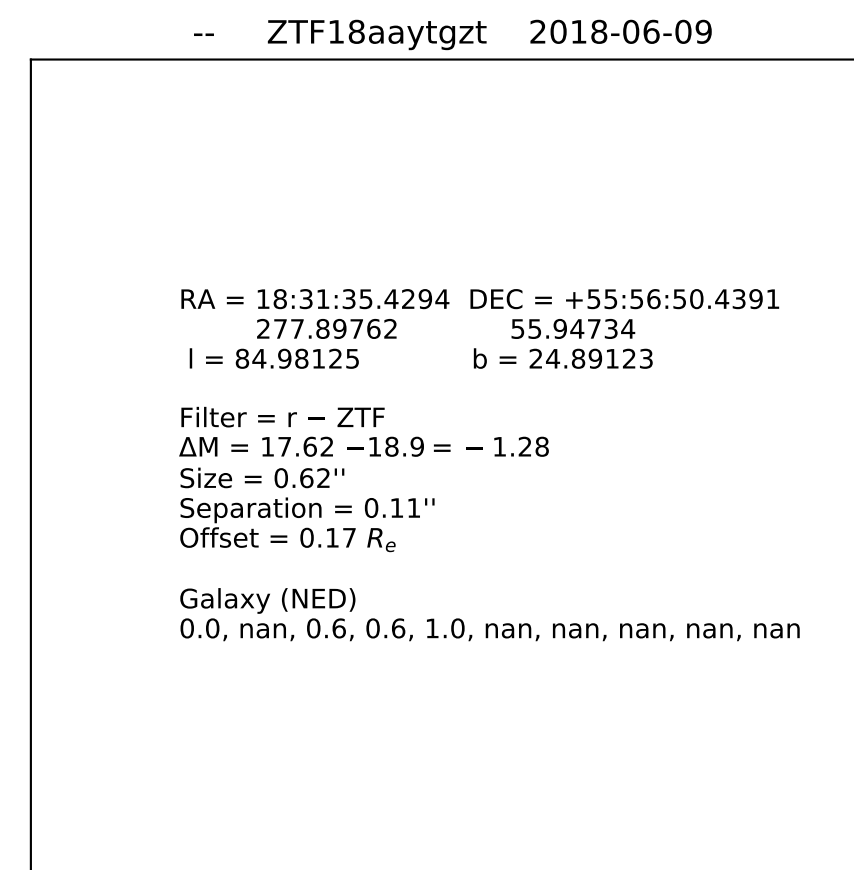 -- ZTF18aaytgzt 2018-06-09
RA = 18:31:35.4294 DEC = +55:56:50.4391
277.89762 55.94734
l = 84.98125 b = 24.89123
Filter = r − ZTF
ΔM = 17.62 −18.9 = − 1.28
Size = 0.62''
Separation = 0.11''
Offset = 0.17 Rₑ
Galaxy (NED)
0.0, nan, 0.6, 0.6, 1.0, nan, nan, nan, nan, nan